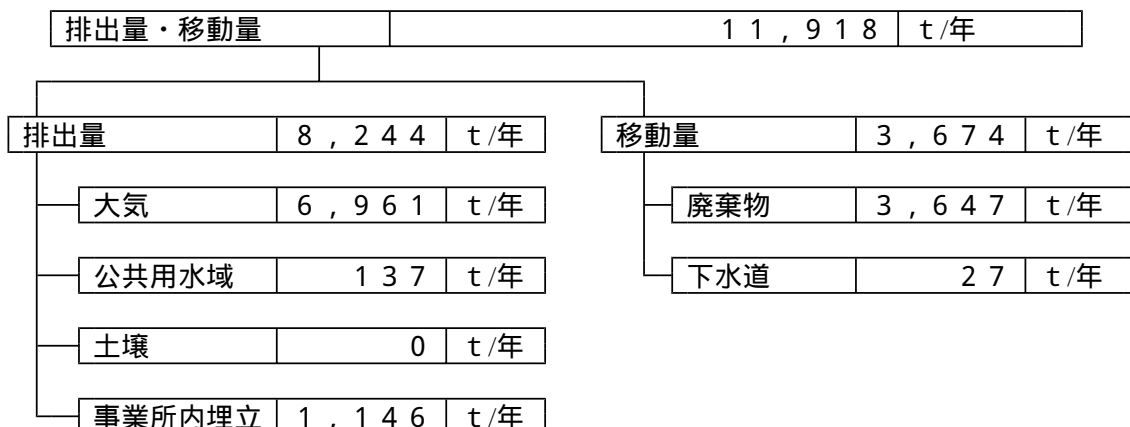 排出量・移動量 11,918 t/年
排出量 8,244 t/年 移動量 3,674 t/年
大気 6,961 t/年 廃棄物 3,647 t/年
公共用水域 137 t/年 下水道 27 t/年
土壌 0 t/年
事業所内埋立 1,146 t/年